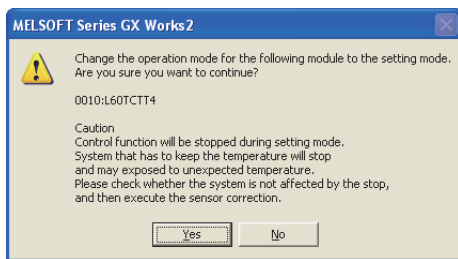 MELSOFT Series GX Works2
Change the operation mode for the following module to the setting mode.
Are you sure you want to continue?
0010:L60TCTT4
Caution
Control function will be stopped during setting mode.
System that has to keep the temperature will stop
and may exposed to unexpected temperature.
Please check whether the system is not affected by the stop,
and then execute the sensor correction.
Yes No